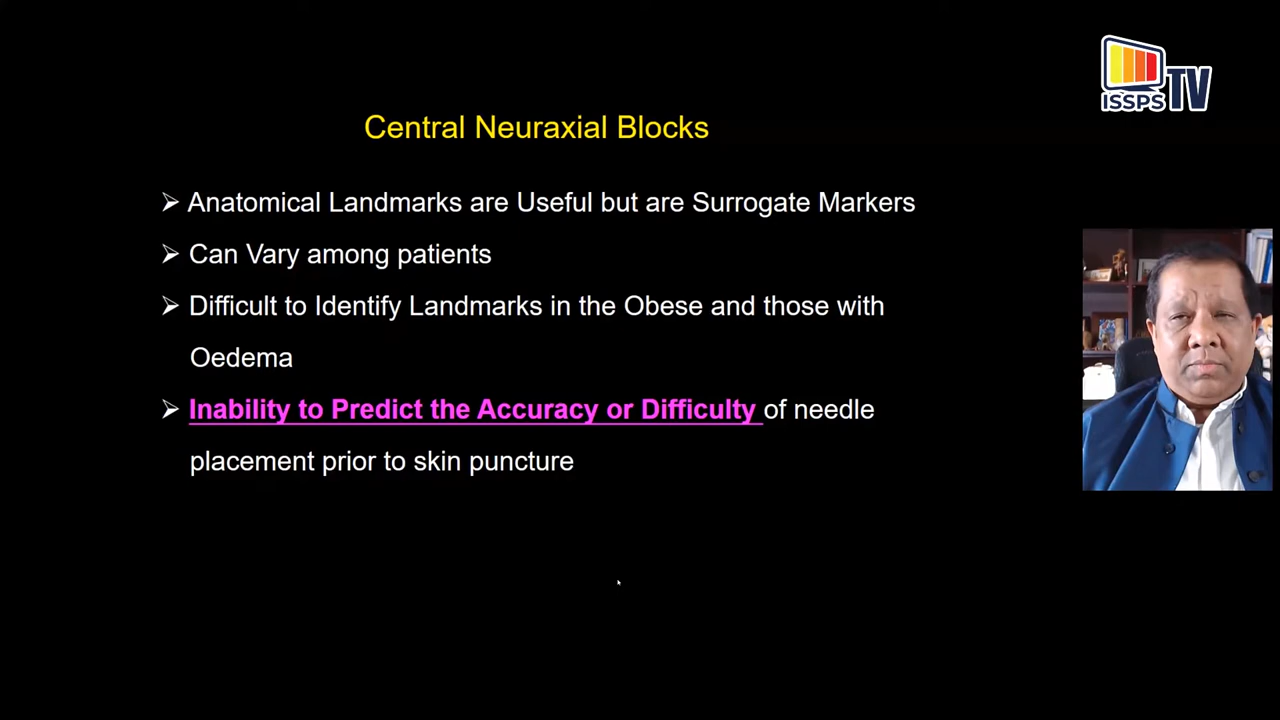 ISSPS TV
Central Neuraxial Blocks
➢ Anatomical Landmarks are Useful but are Surrogate Markers
➢ Can Vary among patients
➢ Difficult to Identify Landmarks in the Obese and those with
Oedema
➢ Inability to Predict the Accuracy or Difficulty of needle
placement prior to skin puncture